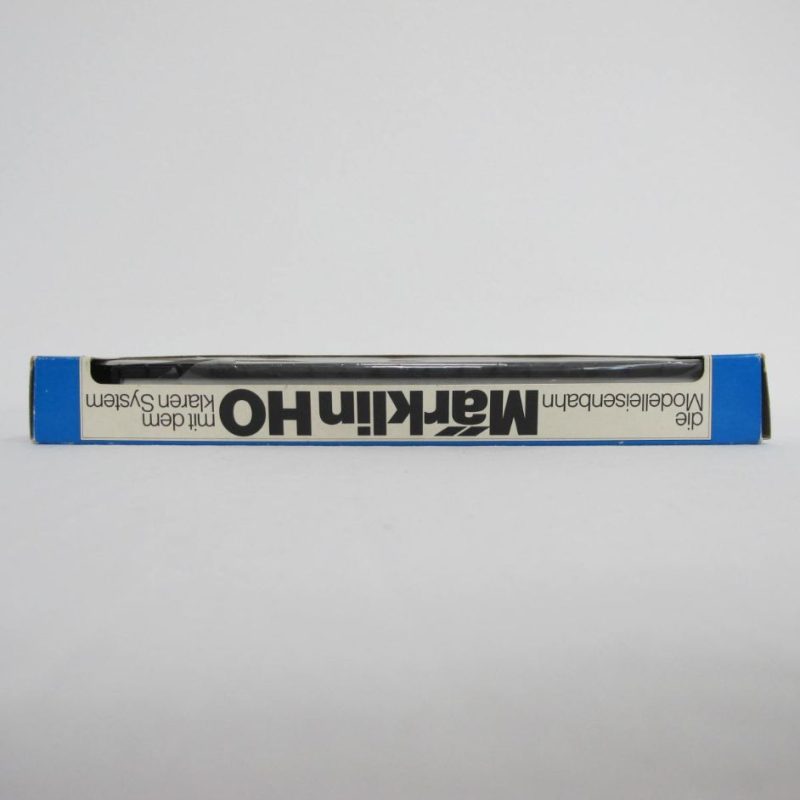 die
Modelleisenbahn
Märklin HO
mit dem
klaren System